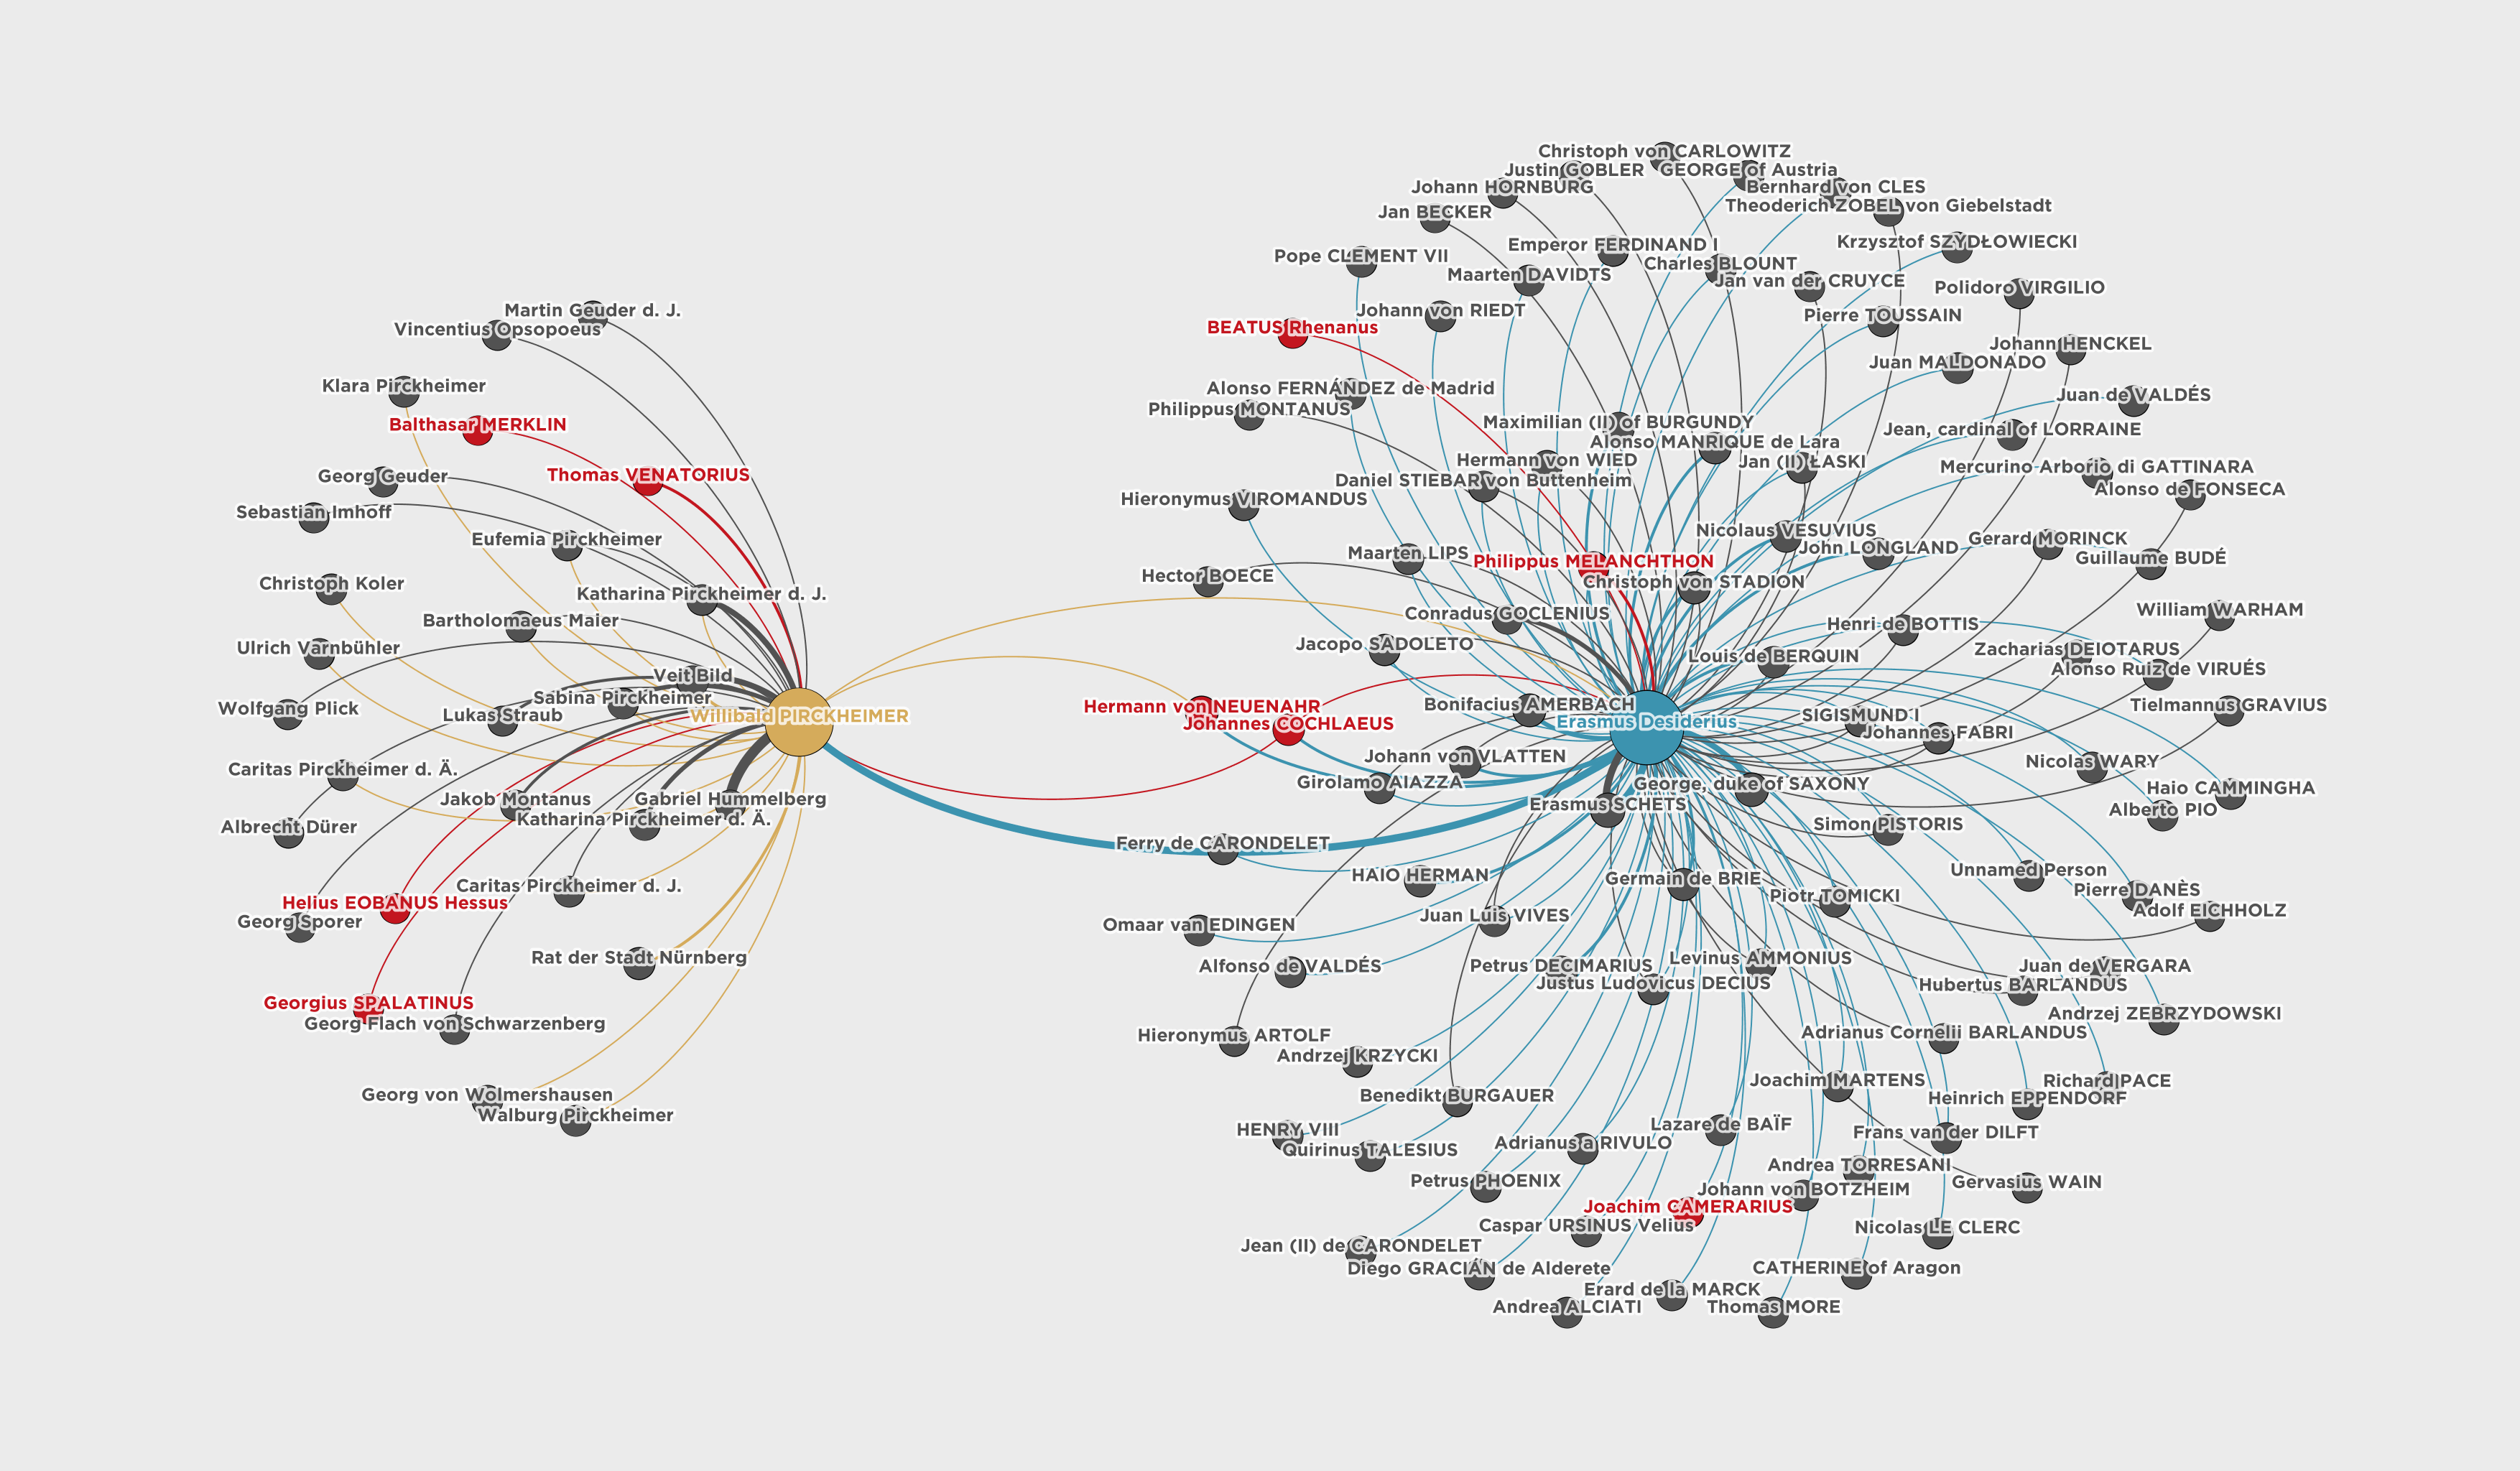 Martin Geuder d. J.
Vincentius Opsopoeus
Klara Pirckheimer
Balthasar MERKLIN
Georg Geuder
Thomas VENATORIUS
Sebastian Imhoff
Eufemia Pirckheimer
Christoph Koler
Katharina Pirckheimer d. J.
Bartholomaeus Maier
Ulrich Varnbühler
Veit Bild
Sabina Pirckheimer
Wolfgang Plick
Lukas Straub
Willibald PIRCKHEIMER
Caritas Pirckheimer d. Ä.
Jakob Montanus
Gabriel Hummelberg
Katharina Pirckheimer d. Ä.
Albrecht Dürer
Caritas Pirckheimer d. J.
Helius EOBANUS Hessus
Georg Sporer
Rat der Stadt Nürnberg
Georgius SPALATINUS
Georg Flach von Schwarzenberg
Georg von Wolmershausen
Walburg Pirckheimer
Christoph von CARLOWITZ
Justin GOBLER
GEORGE of Austria
Johann HORNBURG
Bernhard von CLES
Jan BECKER
Theoderich ZOBEL von Giebelstadt
Emperor FERDINAND I
Krzysztof SZYDŁOWIECKI
Pope CLEMENT VII
Charles BLOUNT
Maarten DAVIDTS
Jan van der CRUYCE
Polidoro VIRGILIO
Johann von RIEDT
Pierre TOUSSAIN
BEATUS Rhenanus
Johann HENCKEL
Juan MALDONADO
Alonso FERNÁNDEZ de Madrid
Juan de VALDÉS
Philippus MONTANUS
Maximilian (II) of BURGUNDY
Jean, cardinal of LORRAINE
Alonso MANRIQUE de Lara
Hermann von WIED
Jan (II) ŁASKI
Mercurino Arborio di GATTINARA
Daniel STIEBAR von Buttenheim
Alonso de FONSECA
Hieronymus VIROMANDUS
Nicolaus VESUVIUS
Gerard MORINCK
John LONGLAND
Maarten LIPS
Guillaume BUDÉ
Philippus MELANCHTHON
Hector BOECE
Christoph von STADION
William WARHAM
Conradus GOCLENIUS
Henri de BOTTIS
Jacopo SADOLETO
Zacharias DEIOTARUS
Louis de BERQUIN
Alonso Ruiz de VIRUÉS
Bonifacius AMERBACH
Tielmannus GRAVIUS
Hermann von NEUENAHR
SIGISMUND I
Johannes COCHLAEUS
Erasmus Desiderius
Johannes FABRI
Johann von VLATTEN
Nicolas WARY
Girolamo AIAZZA
George, duke of SAXONY
Haio CAMMINGHA
Erasmus SCHETS
Alberto PIO
Simon PISTORIS
Ferry de CARONDELET
Unnamed Person
HAIO HERMAN
Germain de BRIE
Pierre DANÈS
Piotr TOMICKI
Adolf EICHHOLZ
Juan Luis VIVES
Omaar van EDINGEN
Levinus AMMONIUS
Alfonso de VALDÉS
Petrus DECIMARIUS
Juan de VERGARA
Justus Ludovicus DECIUS
Hubertus BARLANDUS
Andrzej ZEBRZYDOWSKI
Hieronymus ARTOLF
Adrianus Cornelii BARLANDUS
Andrzej KRZYCKI
Joachim MARTENS
Richard PACE
Benedikt BURGAUER
Heinrich EPPENDORF
Lazare de BAÏF
HENRY VIII
Frans van der DILFT
Adrianus a RIVULO
Quirinus TALESIUS
Andrea TORRESANI
Petrus PHOENIX
Gervasius WAIN
Johann von BOTZHEIM
Joachim CAMERARIUS
Caspar URSINUS Velius
Nicolas LE CLERC
Jean (II) de CARONDELET
Diego GRACIÁN de Alderete
CATHERINE of Aragon
Erard de la MARCK
Andrea ALCIATI
Thomas MORE